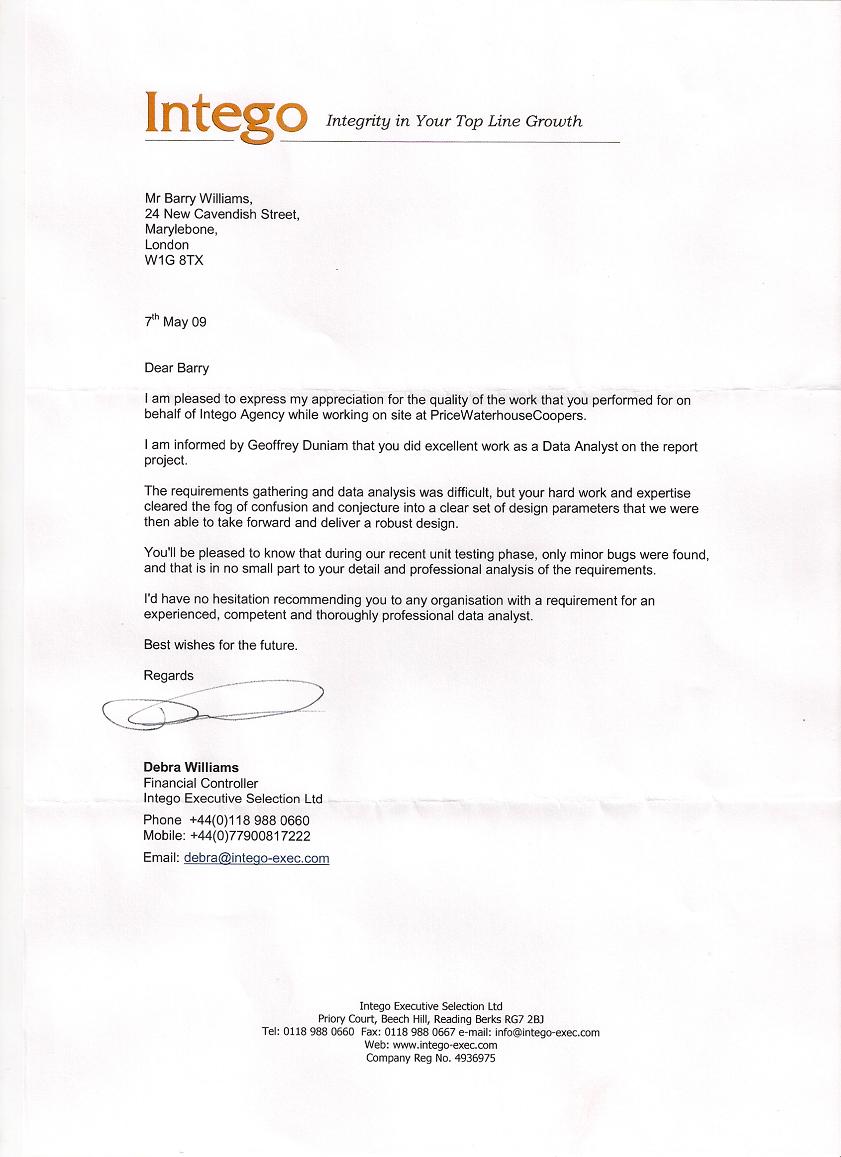 Intego Integrity in Your Top Line Growth
Mr Barry Williams,
24 New Cavendish Street,
Marylebone,
London
W1G 8TX
7th May 09
Dear Barry
I am pleased to express my appreciation for the quality of the work that you performed for on
behalf of Intego Agency while working on site at PriceWaterhouseCoopers.
I am informed by Geoffrey Duniam that you did excellent work as a Data Analyst on the report
project.
The requirements gathering and data analysis was difficult, but your hard work and expertise
cleared the fog of confusion and conjecture into a clear set of design parameters that we were
then able to take forward and deliver a robust design.
You'll be pleased to know that during our recent unit testing phase, only minor bugs were found,
and that is in no small part to your detail and professional analysis of the requirements.
I'd have no hesitation recommending you to any organisation with a requirement for an
experienced, competent and thoroughly professional data analyst.
Best wishes for the future.
Regards
Debra Williams
Financial Controller
Intego Executive Selection Ltd
Phone +44(0)118 988 0660
Mobile: +44(0)77900817222
Email: debra@intego-exec.com
Intego Executive Selection Ltd
Priory Court, Beech Hill, Reading Berks RG7 2BJ
Tel: 0118 988 0660 Fax: 0118 988 0667 e-mail: info@intego-exec.com
Web: www.intego-exec.com
Company Reg No. 4936975